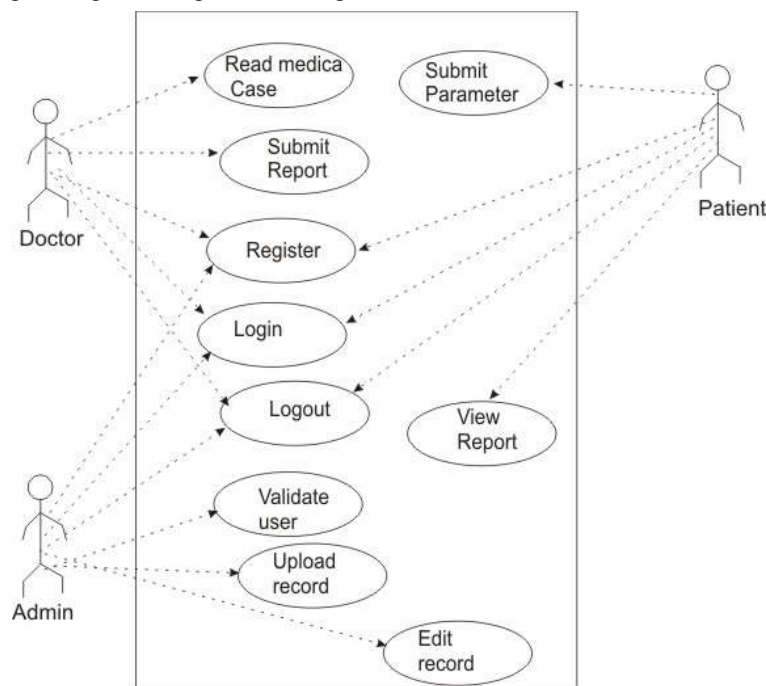 Read medica
Case
Submit
Parameter
Submit
Report
Doctor
Patient
Register
Login
Logout
View
Report
Validate
user
Upload
record
Admin
Edit
record